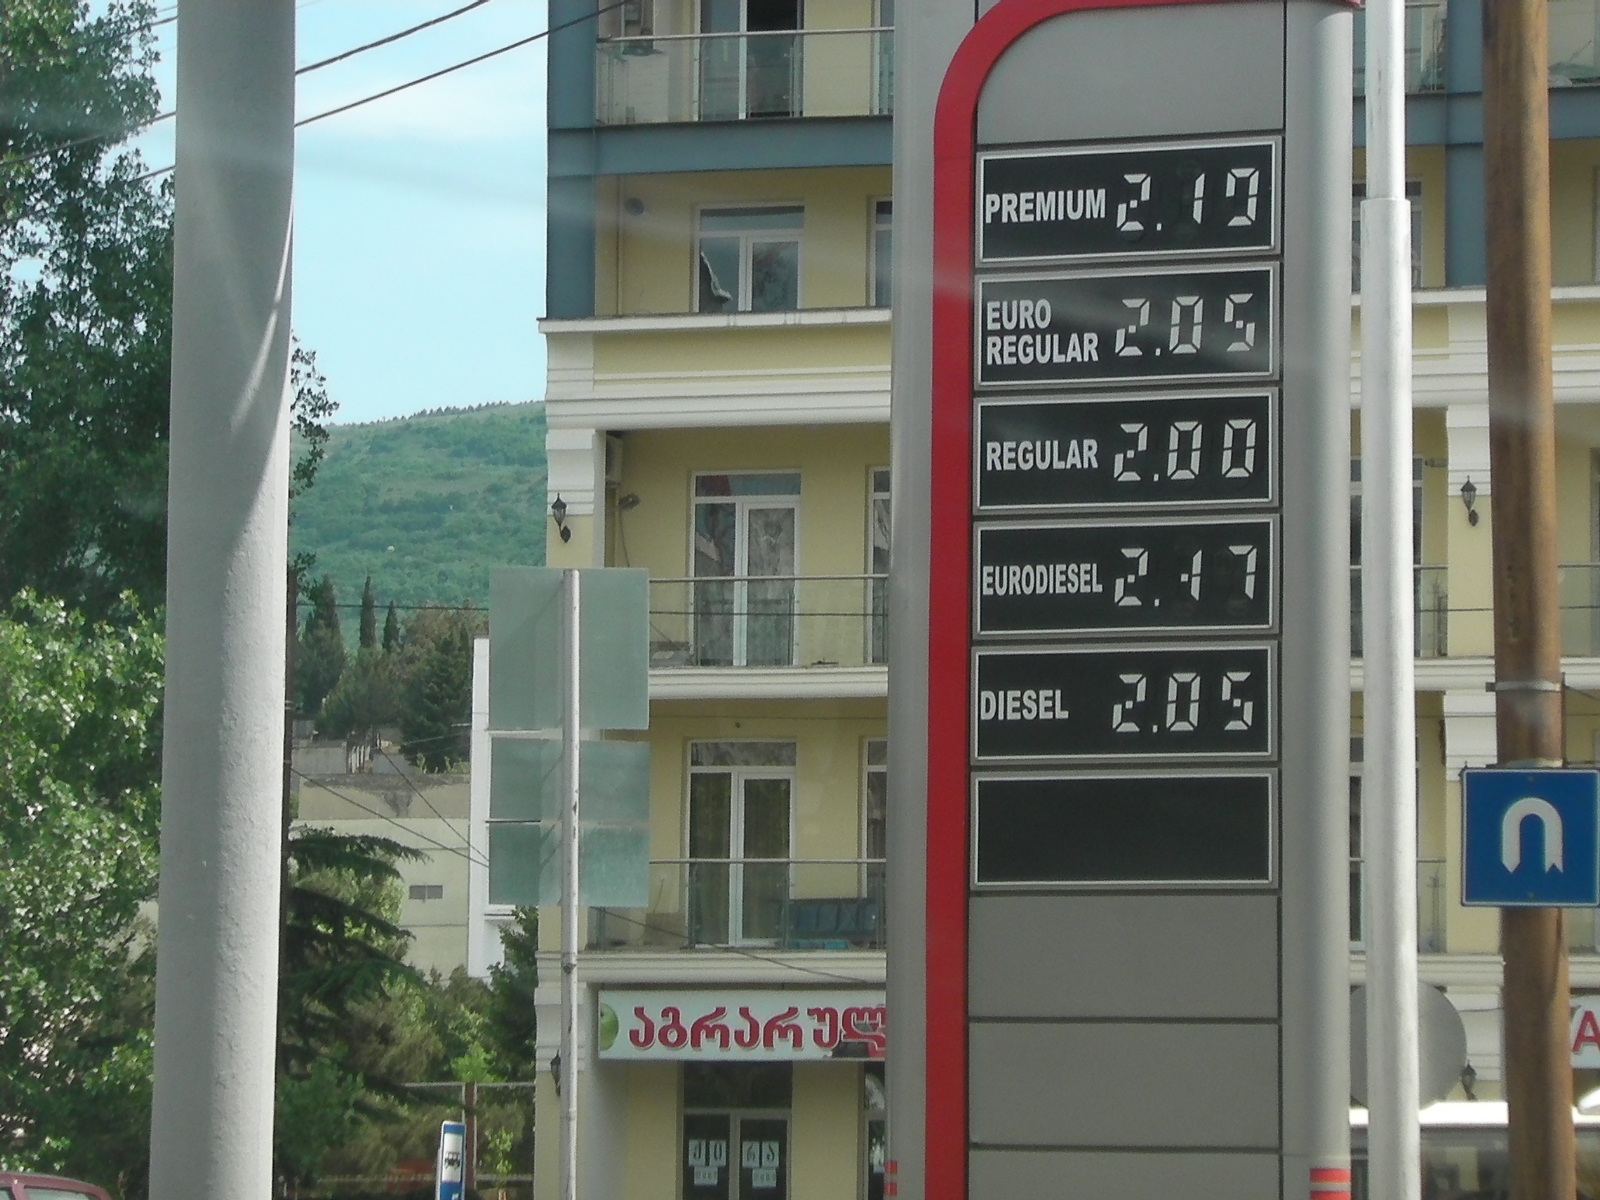 PREMIUM 2.19
EURO
REGULAR 2.05
REGULAR 2.00
EURODIESEL 2.17
DIESEL 2.05
აგრარულ
A